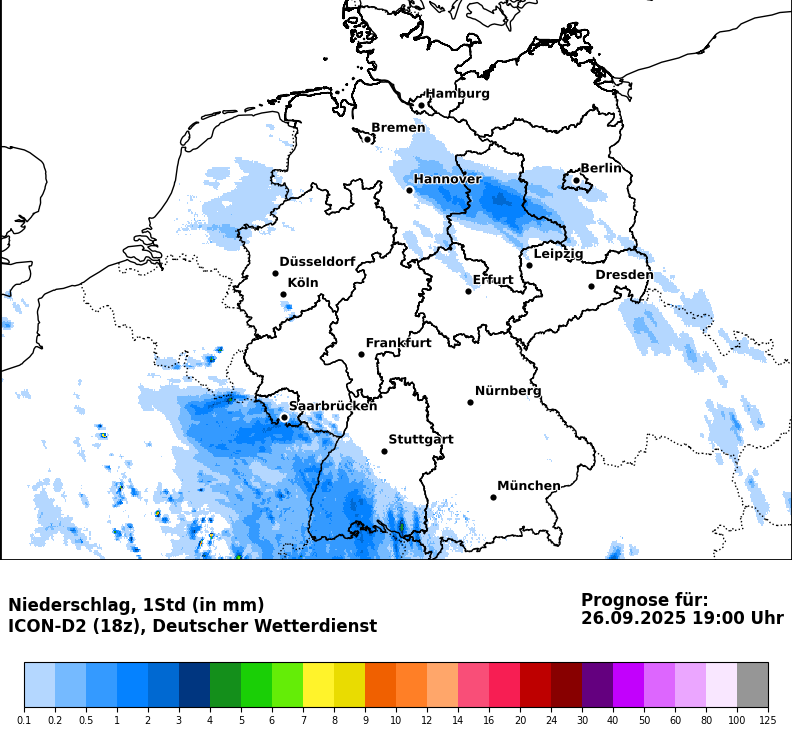 Hamburg
Bremen
Berlin
Hannover
Leipzig
Düsseldorf
Dresden
Köln
Erfurt
Frankfurt
Nürnberg
Saarbrücken
Stuttgart
München
Niederschlag, 1Std (in mm)
ICON-D2 (18z), Deutscher Wetterdienst
Prognose für:
26.09.2025 19:00 Uhr
0.1 0.2 0.5 1 2 3 4 5 6 7 8 9 10 12 14 16 20 24 30 40 50 60 80 100 125